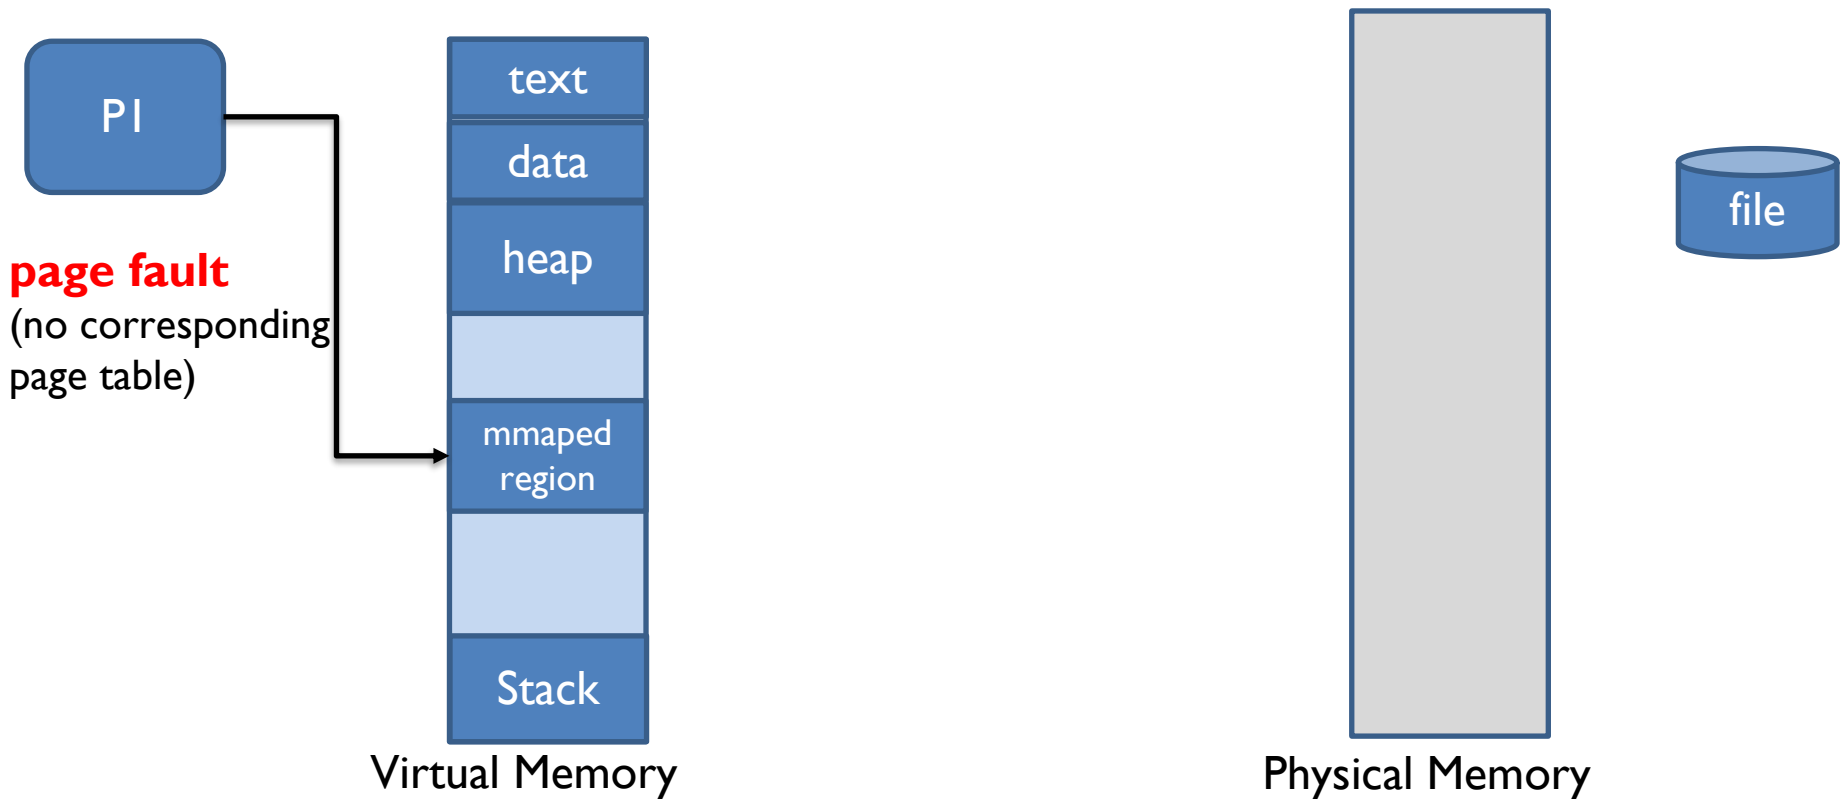 P1
page fault
(no corresponding
page table)
text
data
heap
mmaped
region
Stack
Virtual Memory
file
Physical Memory